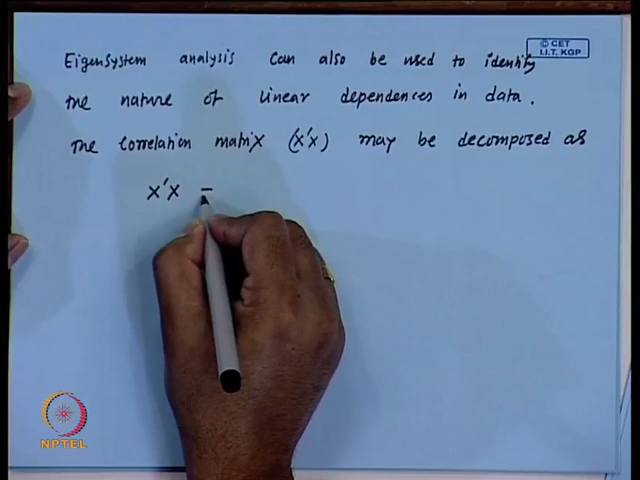 © CET
I.I.T. KGP
Eigensystem analysis can also be used to identify
the nature of linear dependences in data.
The correlation matrix (X'X) may be decomposed as
X'X =
NPTEL